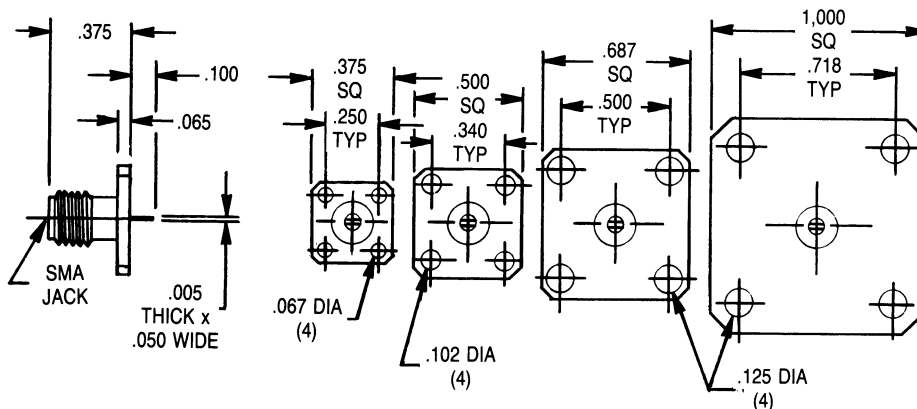 .375
.100
.065
SMA
JACK
.005
THICK x
.050 WIDE
.375
SQ
.250
TYP
.067 DIA
(4)
.500
SQ
.340
TYP
.102 DIA
(4)
.687
SQ
.500
TYP
1,000
SQ
.718
TYP
.125 DIA
(4)